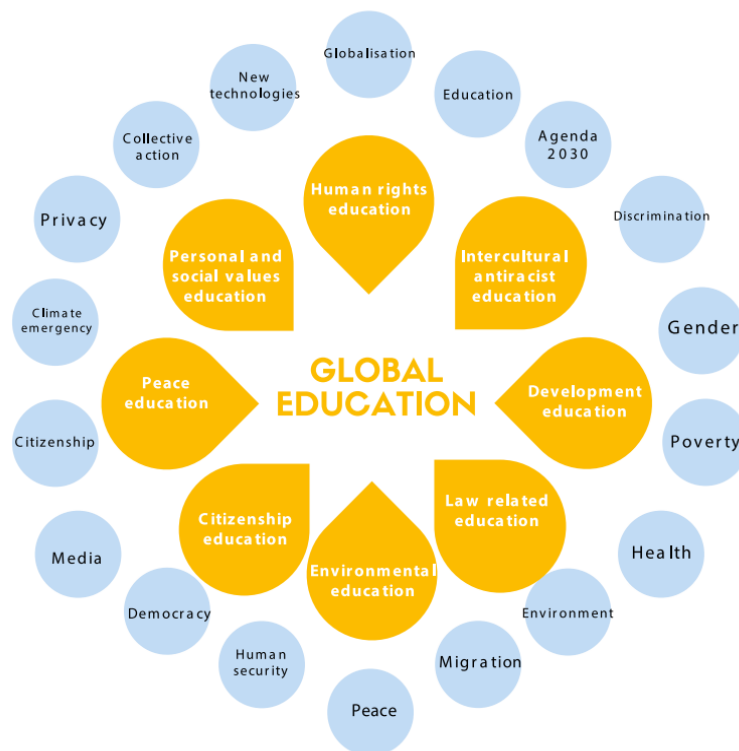 Globalisation
New
technologies
Education
Agenda
2030
Collective
action
Discrimination
Privacy
Human rights
education
Personal and
social values
education
Intercultural
antiracist
education
Climate
emergency
Gender
GLOBAL
EDUCATION
Peace
education
Development
education
Citizenship
Poverty
Citizenship
education
Law related
education
Environmental
education
Media
Health
Democracy
Environment
Human
security
Migration
Peace